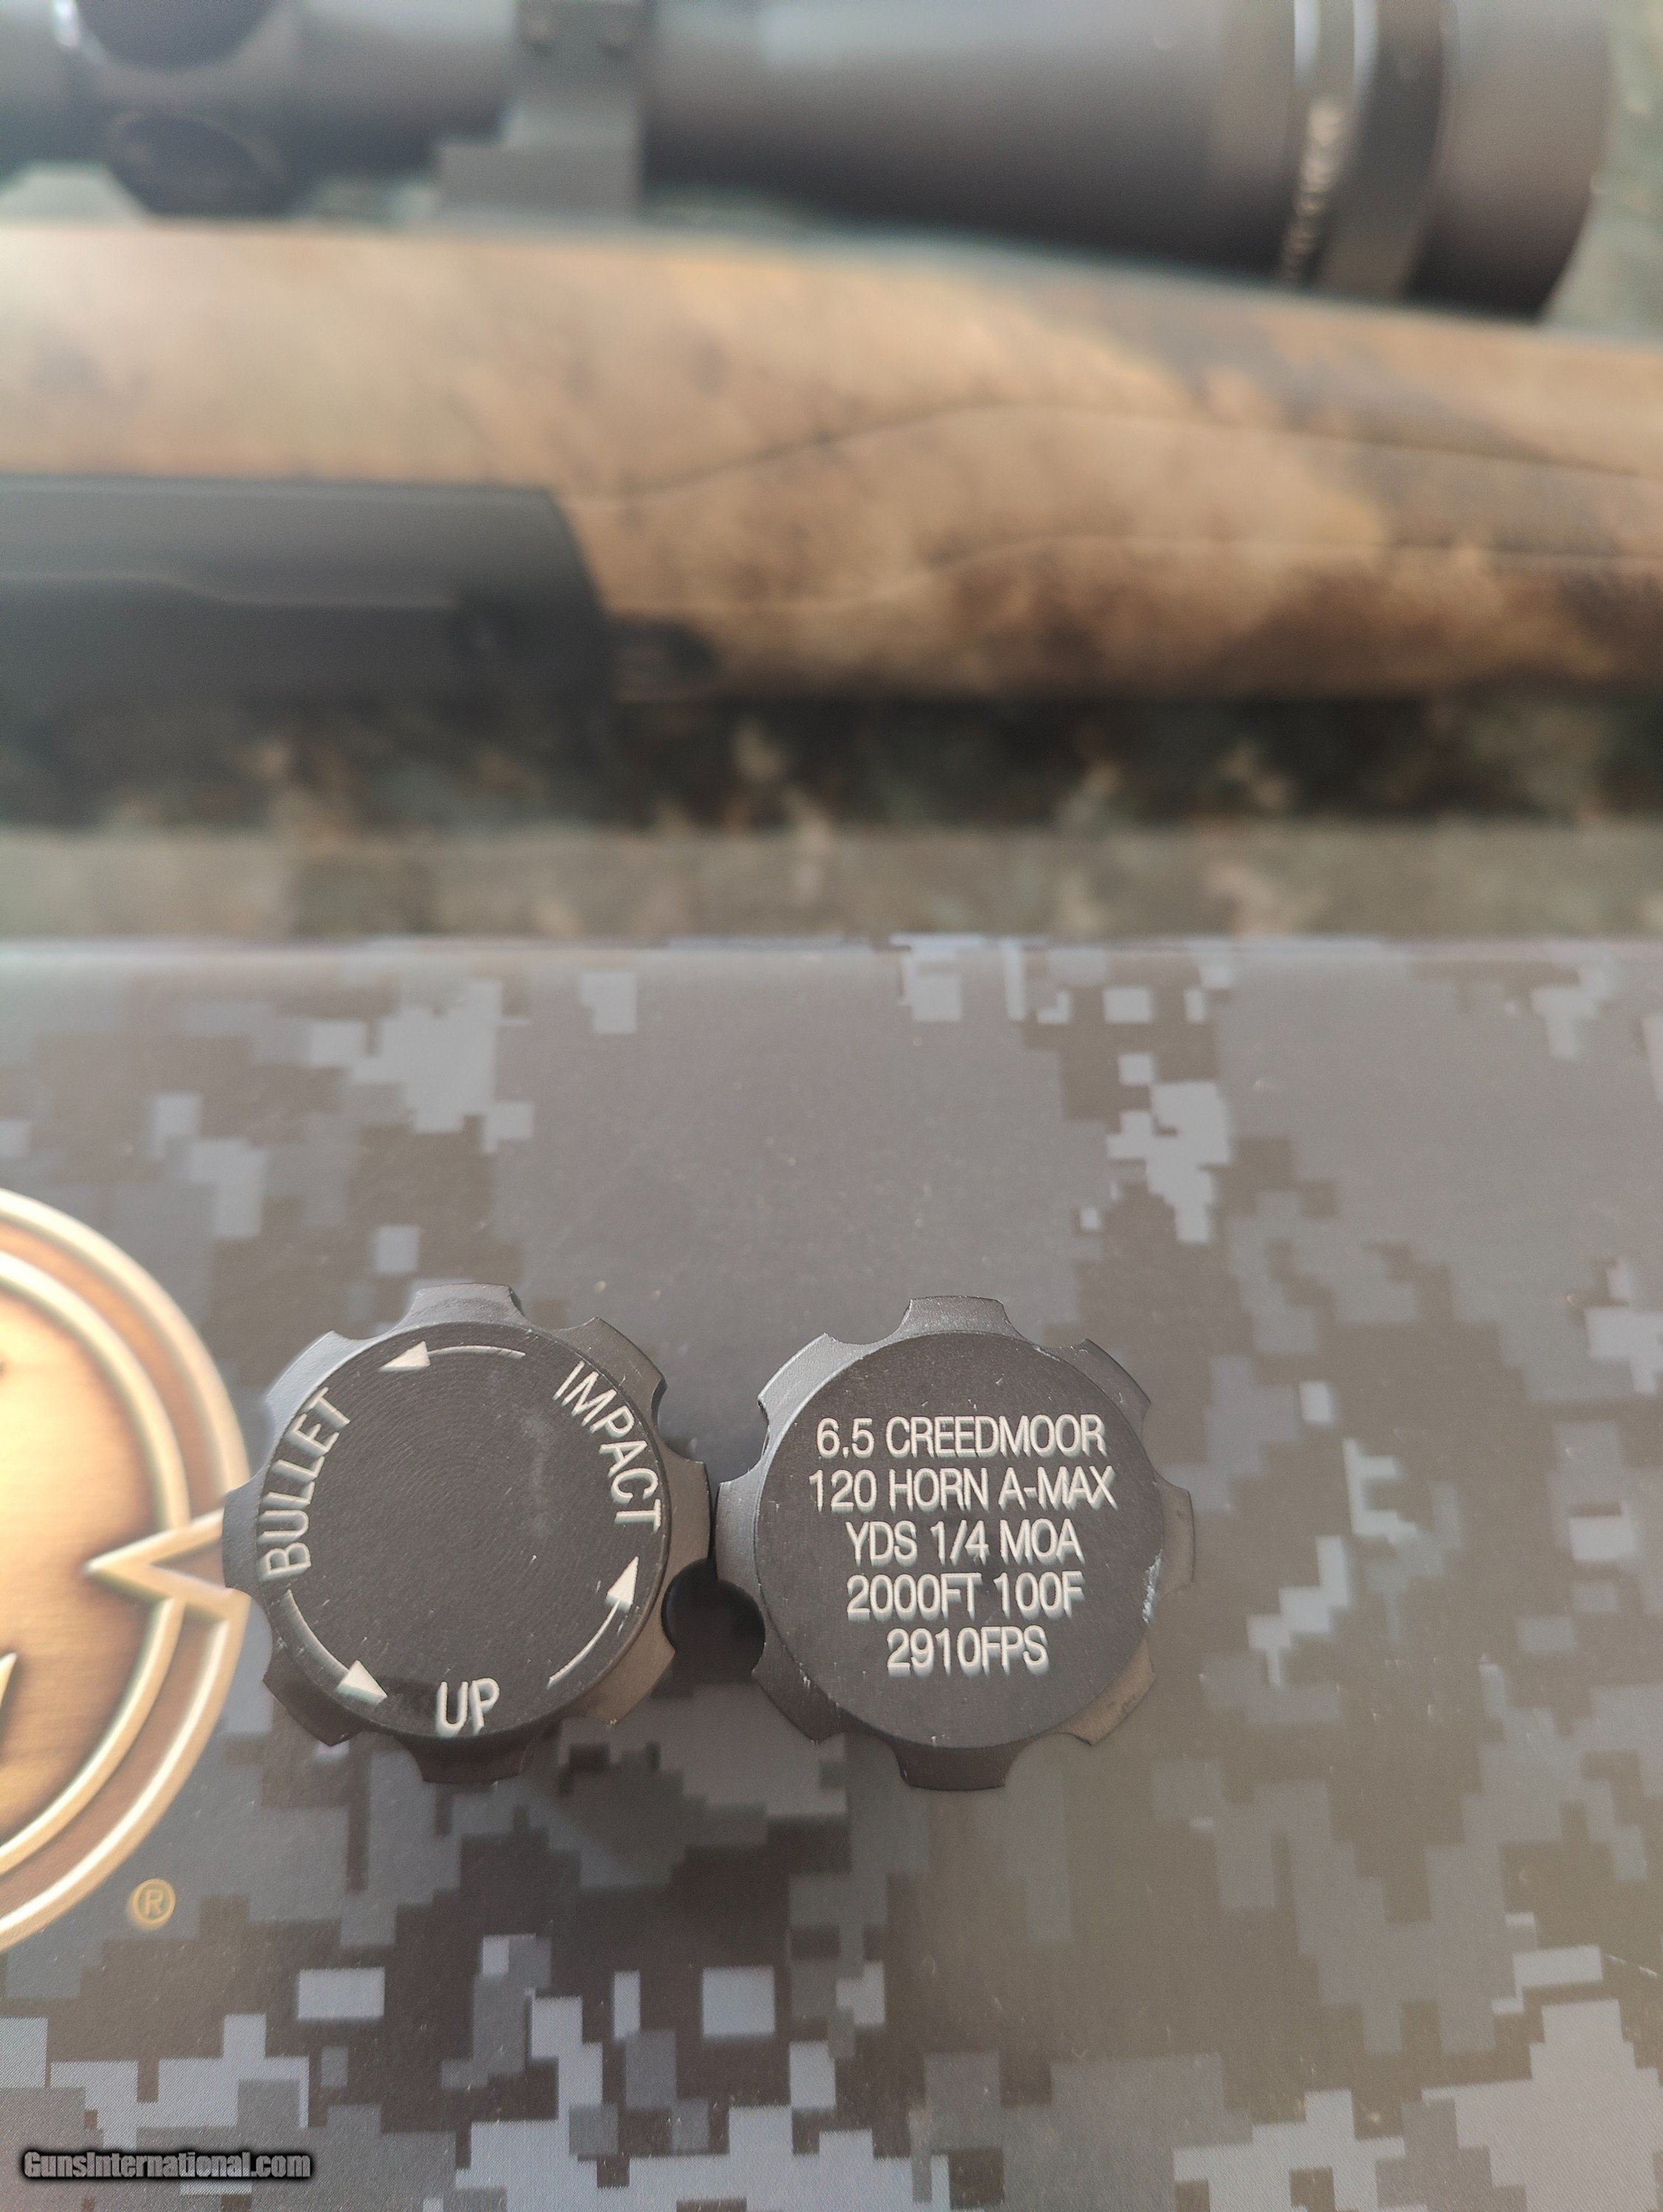 BULLET
IMPACT
UP
6.5 CREEDMOOR
120 HORN A-MAX
YDS 1/4 MOA
2000FT 100F
2910FPS
®
GunsInternational.com